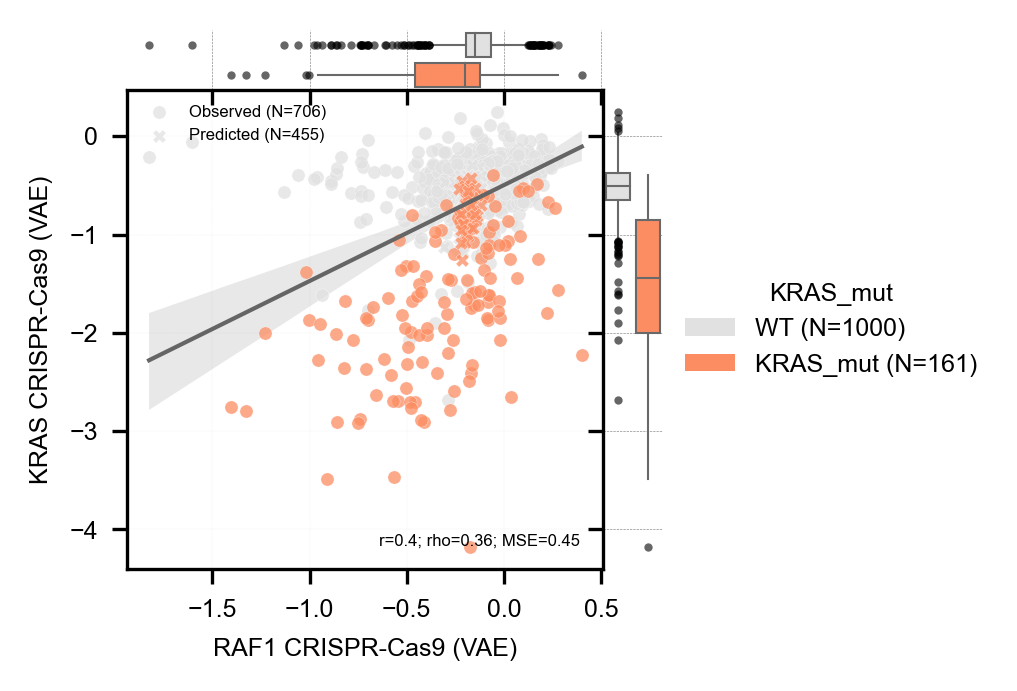 Observed (N=706)
Predicted (N=455)
0
−1
−2
−3
−4
KRAS CRISPR-Cas9 (VAE)
r=0.4; rho=0.36; MSE=0.45
−1.5
−1.0
−0.5
0.0
0.5
RAF1 CRISPR-Cas9 (VAE)
KRAS_mut
WT (N=1000)
KRAS_mut (N=161)